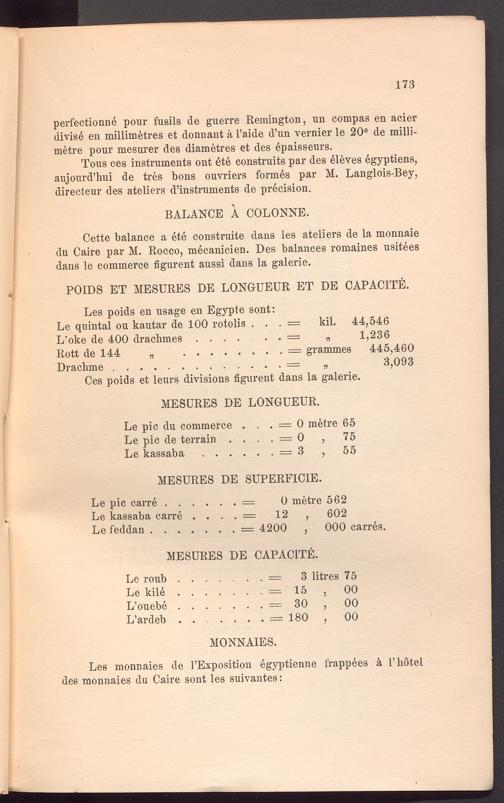 173
perfectionné pour fusils de guerre Remington, un compas en acier
divisé en millimètres et donnant à l'aide d'un vernier le 20e de milli-
mètre pour mesurer des diamètres et des épaisseurs.
Tous ces instruments ont été construits par des élèves égyptiens,
aujourd'hui de très bons ouvriers formés par M. Langlois-Bey,
directeur des ateliers d'instruments de précision.
BALANCE À COLONNE.
Cette balance a été construite dans les ateliers de la monnaie
du Caire par M. Rocco, mécanicien. Des balances romaines usitées
dans le commerce figurent aussi dans la galerie.
POIDS ET MESURES DE LONGUEUR ET DE CAPACITÉ.
Les poids en usage en Egypte sont:
Le quintal ou kautar de 100 rotolis . . . = kil. 44,546
L'oke de 400 drachmes . . . . . . . = „ 1,236
Rott de 144 „ . . . . . . . . = grammes 445,460
Drachme . . . . . . . . . . . . . = „ 3,093
Ces poids et leurs divisions figurent dans la galerie.
MESURES DE LONGUEUR.
Le pic du commerce . . . = 0 mètre 65
Le pic de terrain . . . . = 0 , 75
Le kassaba . . . . . . = 3 , 55
MESURES DE SUPERFICIE.
Le pic carré . . . . . . = 0 mètre 562
Le kassaba carré . . . . = 12 , 602
Le feddan . . . . . . . = 4200 , 000 carrés.
MESURES DE CAPACITÉ.
Le roub . . . . . . . = 3 litres 75
Le kilé . . . . . . . = 15 , 00
L'ouebé . . . . . . . = 30 , 00
L'ardeb . . . . . . . = 180 , 00
MONNAIES.
Les monnaies de l'Exposition égyptienne frappées à l'hôtel
des monnaies du Caire sont les suivantes: